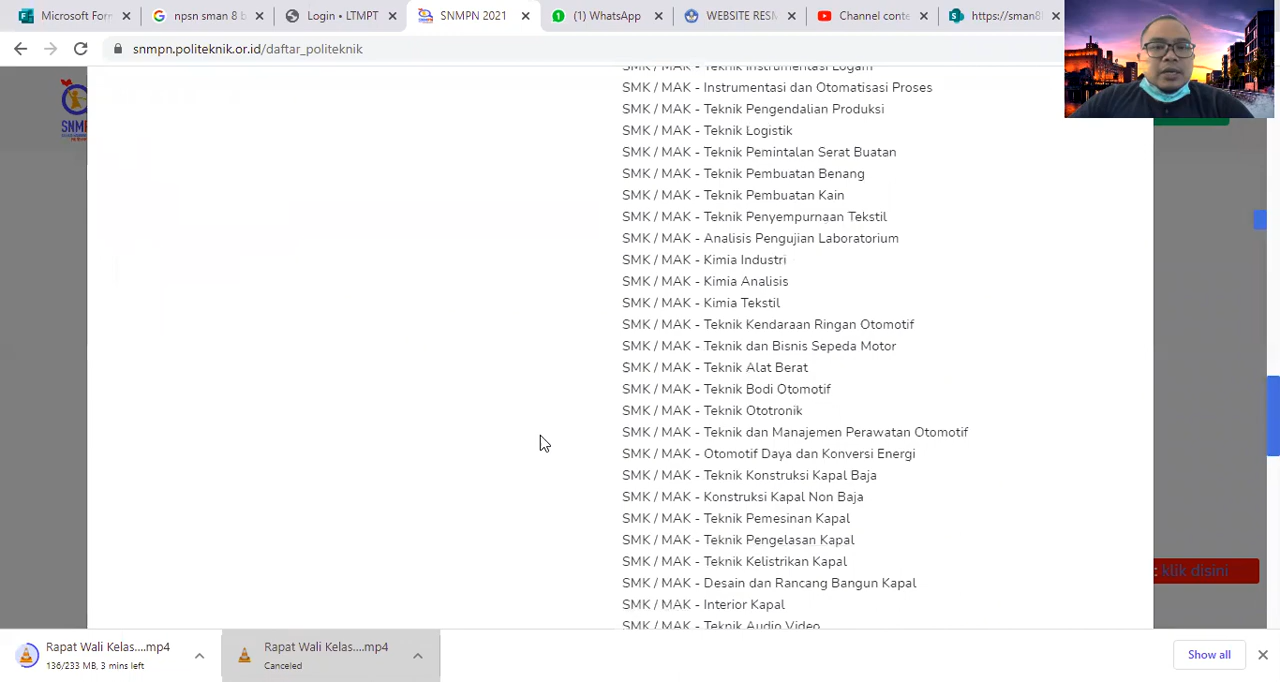 Microsoft Form
npsn sman 8 b
Login • LTMPT
SNMPN 2021
(1) WhatsApp
WEBSITE RESM
Channel conte
https://sman8
snmpn.politeknik.or.id/daftar_politeknik
SNMPN
SMK / MAK - Teknik Instrumentasi Logam
SMK / MAK - Instrumentasi dan Otomatisasi Proses
SMK / MAK - Teknik Pengendalian Produksi
SMK / MAK - Teknik Logistik
SMK / MAK - Teknik Pemintalan Serat Buatan
SMK / MAK - Teknik Pembuatan Benang
SMK / MAK - Teknik Pembuatan Kain
SMK / MAK - Teknik Penyempurnaan Tekstil
SMK / MAK - Analisis Pengujian Laboratorium
SMK / MAK - Kimia Industri
SMK / MAK - Kimia Analisis
SMK / MAK - Kimia Tekstil
SMK / MAK - Teknik Kendaraan Ringan Otomotif
SMK / MAK - Teknik dan Bisnis Sepeda Motor
SMK / MAK - Teknik Alat Berat
SMK / MAK - Teknik Bodi Otomotif
SMK / MAK - Teknik Ototronik
SMK / MAK - Teknik dan Manajemen Perawatan Otomotif
SMK / MAK - Otomotif Daya dan Konversi Energi
SMK / MAK - Teknik Konstruksi Kapal Baja
SMK / MAK - Konstruksi Kapal Non Baja
SMK / MAK - Teknik Pemesinan Kapal
SMK / MAK - Teknik Pengelasan Kapal
SMK / MAK - Teknik Kelistrikan Kapal
: klik disini
SMK / MAK - Desain dan Rancang Bangun Kapal
SMK / MAK - Interior Kapal
SMK / MAK - Teknik Audio Video
Rapat Wali Kelas....mp4
136/233 MB, 3 mins left
Rapat Wali Kelas....mp4
Canceled
Show all